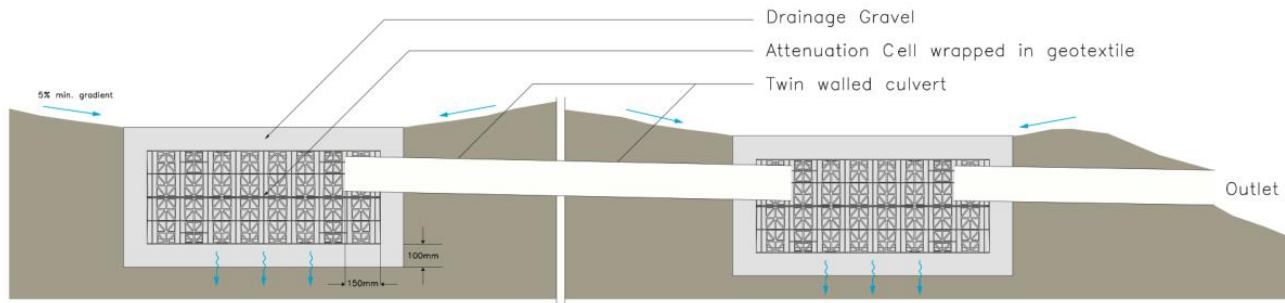 Drainage Gravel
Attenuation Cell wrapped in geotextile
Twin walled culvert
5% min. gradient
Outlet
100mm
150mm